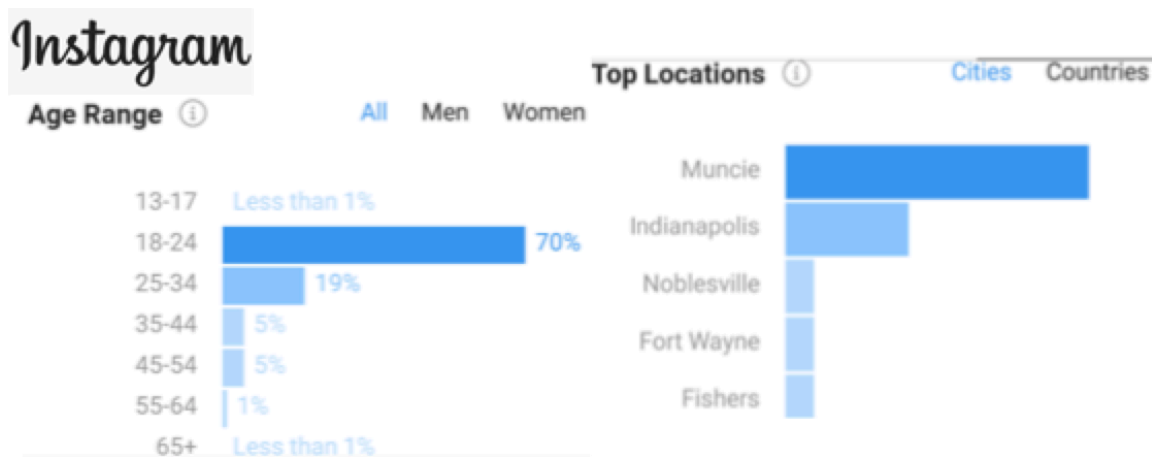 Instagram
Age Range
All Men Women
13-17 Less than 1%
18-24 70%
25-34 19%
35-44 5%
45-54 5%
55-64 1%
65+ Less than 1%
Top Locations
Cities Countries
Muncie
Indianapolis
Noblesville
Fort Wayne
Fishers